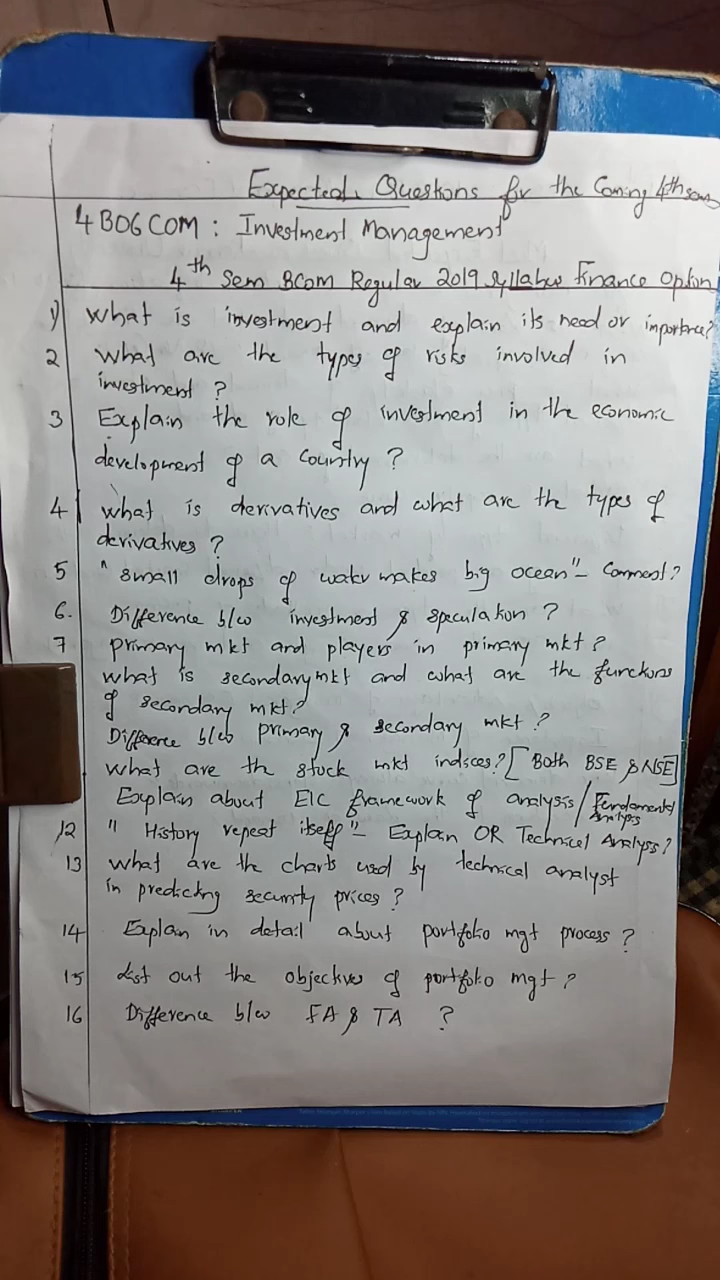 Expected Questions for the Coming 4th sem
4 BOG COM : Investment Management
4th Sem BCom Regular 2019 Syllabus Finance Option
1) What is investment and explain its need or importance?
2 What are the types of risks involved in
investment ?
3 Explain the role of investment in the economic
development of a Country ?
4 what is derivatives and what are the types of
derivatives ?
5 "small drops of water makes big ocean" - Comment?
6. Difference b/w investment & speculation ?
7 primary mkt and players in primary mkt ?
what is secondary mkt and what are the functions
of secondary mkt?
Difference b/w primary & secondary mkt ?
What are the stock mkt indices? [Both BSE & NSE]
Explain about EIC framework of analysis / Fundamental
Analysis
12 " History repeat itself" - Explain OR Technical Analysis?
13 What are the charts used by technical analyst
in predicting security prices ?
14 Explain in detail about portfolio mgt process ?
15 List out the objectives of portfolio mgt ?
16 Difference b/w FA & TA ?